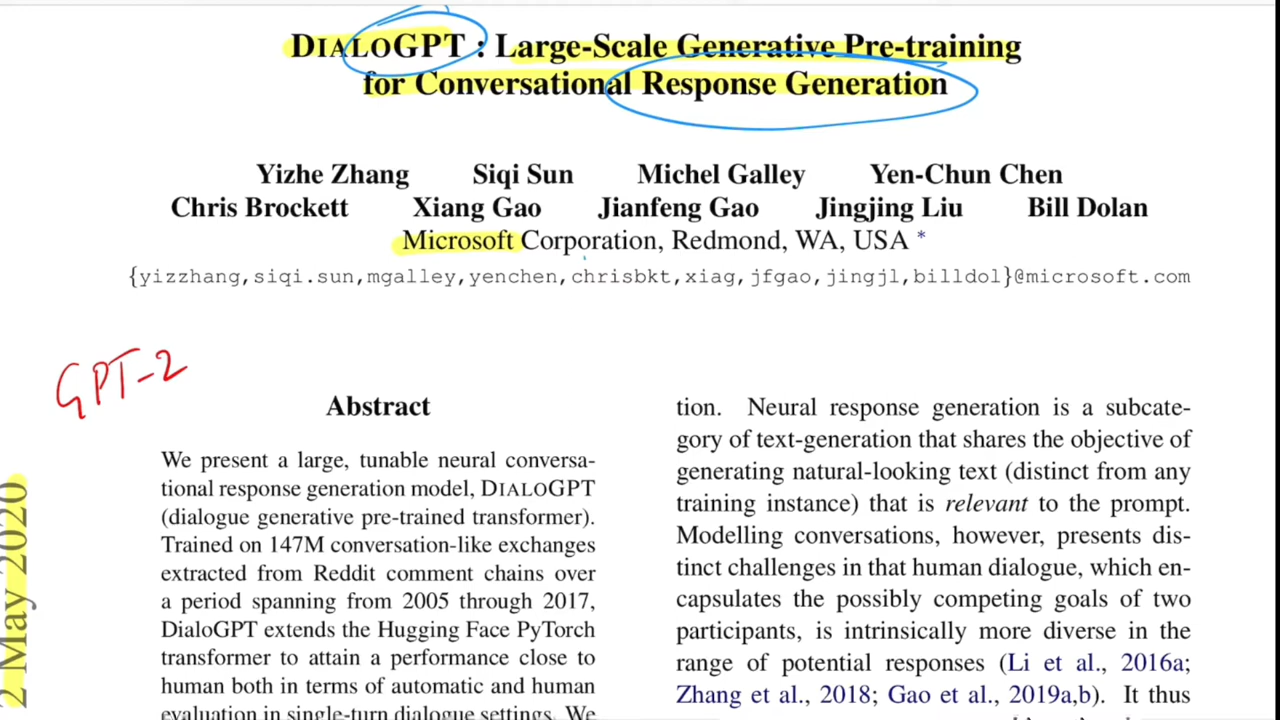 DIALOGPT : Large-Scale Generative Pre-training
for Conversational Response Generation
Yizhe Zhang Siqi Sun Michel Galley Yen-Chun Chen
Chris Brockett Xiang Gao Jianfeng Gao Jingjing Liu Bill Dolan
Microsoft Corporation, Redmond, WA, USA *
{yizzhang,siqi.sun,mgalley,yenchen,chrisbkt,xiag,jfgao,jingjl,billdol}@microsoft.com
GPT-2
2 May 2020
Abstract
We present a large, tunable neural conversa-
tional response generation model, DIALOGPT
(dialogue generative pre-trained transformer).
Trained on 147M conversation-like exchanges
extracted from Reddit comment chains over
a period spanning from 2005 through 2017,
DialoGPT extends the Hugging Face PyTorch
transformer to attain a performance close to
human both in terms of automatic and human
evaluation in single-turn dialogue settings. We
tion. Neural response generation is a subcate-
gory of text-generation that shares the objective of
generating natural-looking text (distinct from any
training instance) that is relevant to the prompt.
Modelling conversations, however, presents dis-
tinct challenges in that human dialogue, which en-
capsulates the possibly competing goals of two
participants, is intrinsically more diverse in the
range of potential responses (Li et al., 2016a;
Zhang et al., 2018; Gao et al., 2019a,b). It thus